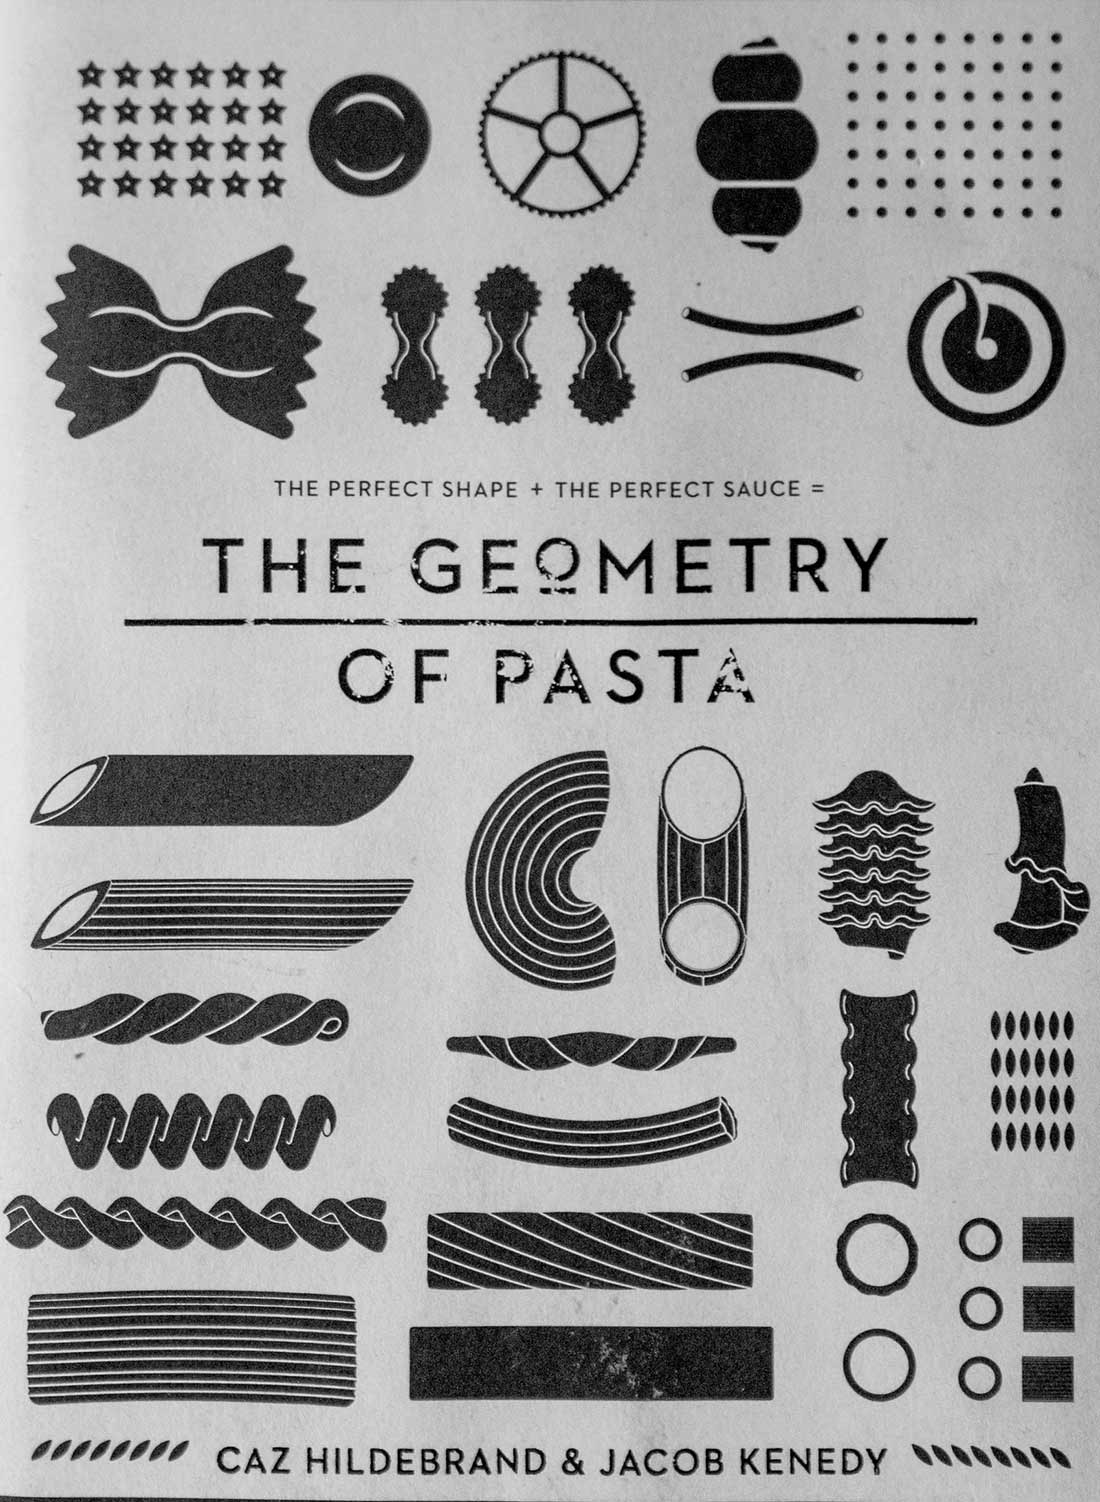 THE PERFECT SHAPE + THE PERFECT SAUCE =
THE GEOMETRY
OF PASTA
CAZ HILDEBRAND & JACOB KENEDY